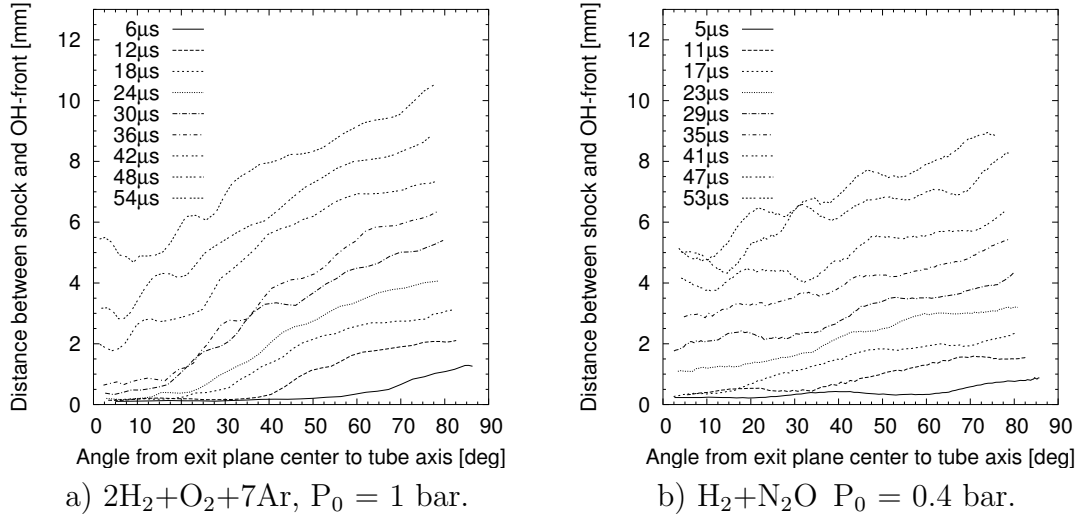 Distance between shock and OH-front [mm]
12
10
8
6
4
2
0
6μs
12μs
18μs
24μs
30μs
36μs
42μs
48μs
54μs
0 10 20 30 40 50 60 70 80 90
Angle from exit plane center to tube axis [deg]
a) 2H₂+O₂+7Ar, P₀ = 1 bar.
Distance between shock and OH-front [mm]
12
10
8
6
4
2
0
5μs
11μs
17μs
23μs
29μs
35μs
41μs
47μs
53μs
0 10 20 30 40 50 60 70 80 90
Angle from exit plane center to tube axis [deg]
b) H₂+N₂O P₀ = 0.4 bar.